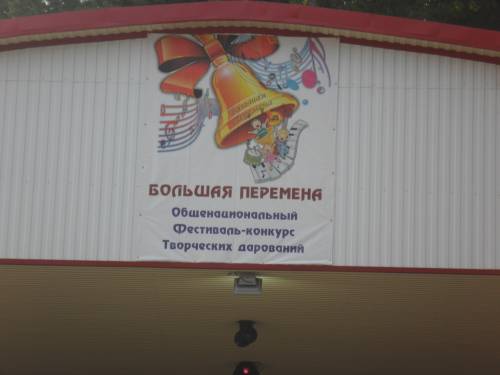 БОЛЬШАЯ ПЕРЕМЕНА
Общенациональный
Фестиваль-конкурс
Творческих дарований